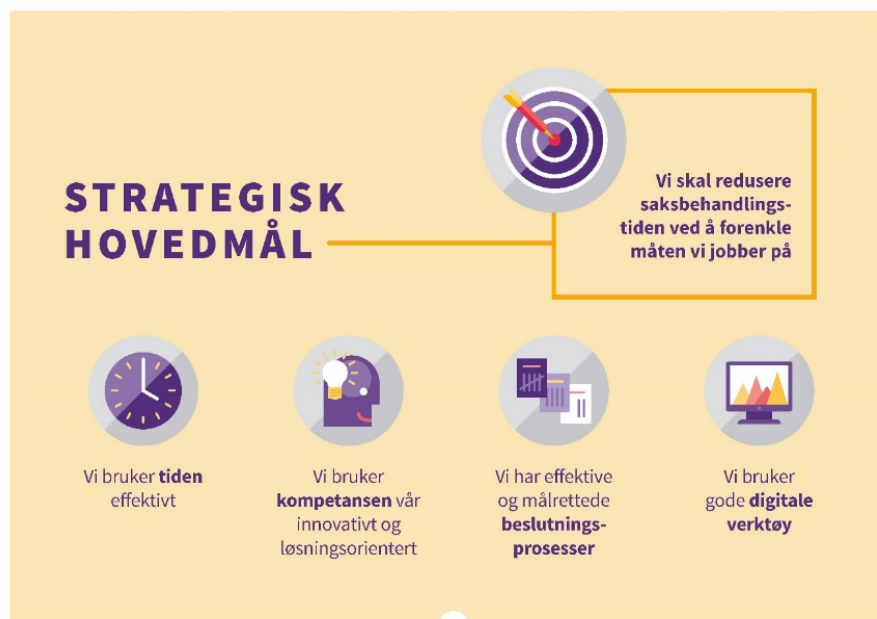 STRATEGISK
HOVEDMÅL
Vi skal redusere
saksbehandlings-
tiden ved å forenkle
måten vi jobber på
Vi bruker tiden
effektivt
Vi bruker
kompetansen vår
innovativt og
løsningsorientert
Vi har effektive
og målrettede
beslutnings-
prosesser
Vi bruker
gode digitale
verktøy